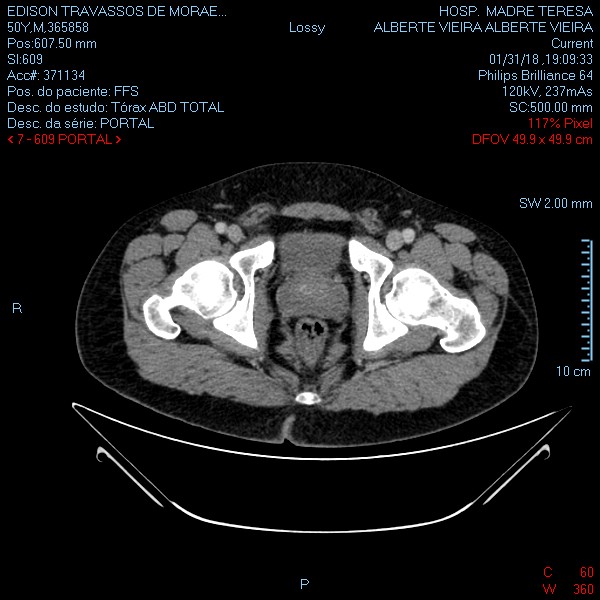 EDISON TRAVASSOS DE MORAE...
50Y,M,365858
Pos:607.50 mm
SI:609
Acc#: 371134
Pos. do paciente: FFS
Desc. do estudo: Tórax ABD TOTAL
Desc. da série: PORTAL
< 7 - 609 PORTAL >
Lossy
HOSP. MADRE TERESA
ALBERTE VIEIRA ALBERTE VIEIRA
Current
01/31/18 ,19:09:33
Philips Brilliance 64
120kV, 237mAs
SC:500.00 mm
117% Pixel
DFOV 49.9 x 49.9 cm
SW 2.00 mm
R
10 cm
P
C 60
W 360